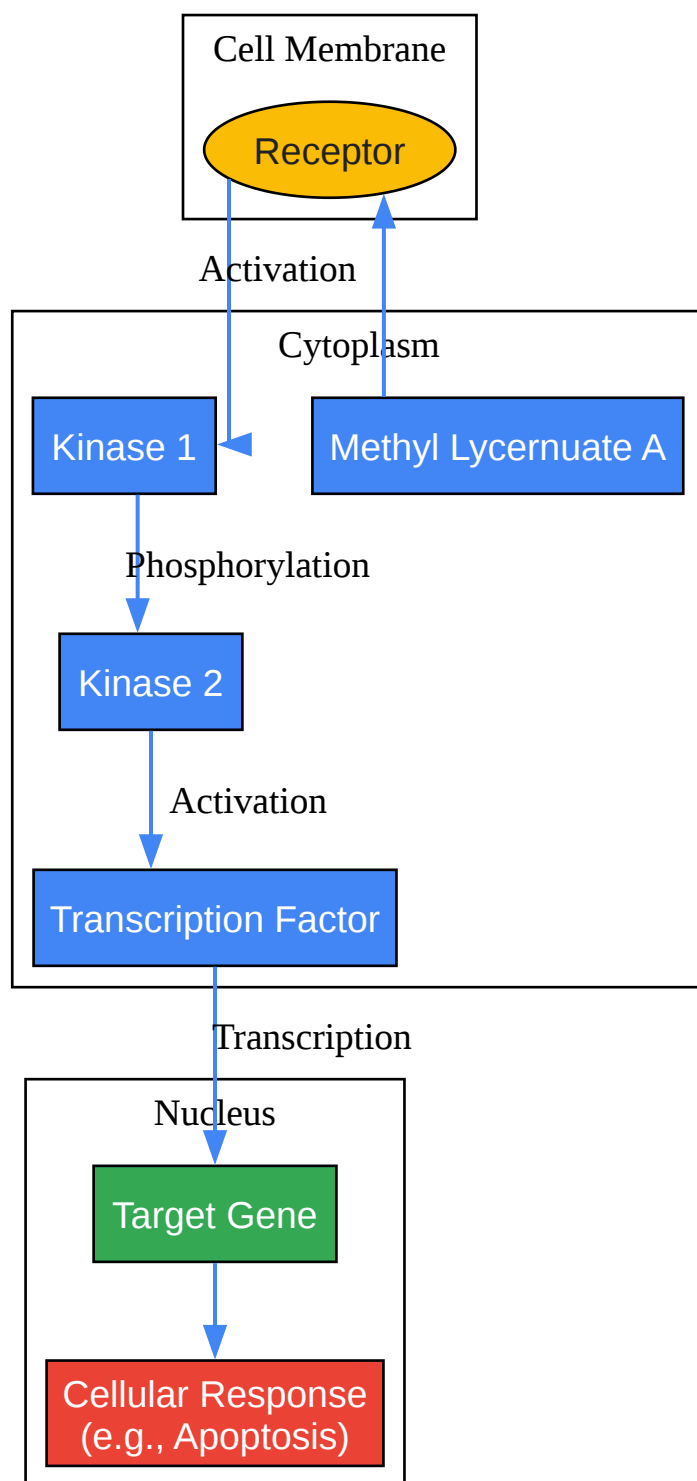 Cell Membrane
Receptor
Activation
Cytoplasm
Kinase 1
Methyl Lycernuate A
Phosphorylation
Kinase 2
Activation
Transcription Factor
Transcription
Nucleus
Target Gene
Cellular Response
(e.g., Apoptosis)